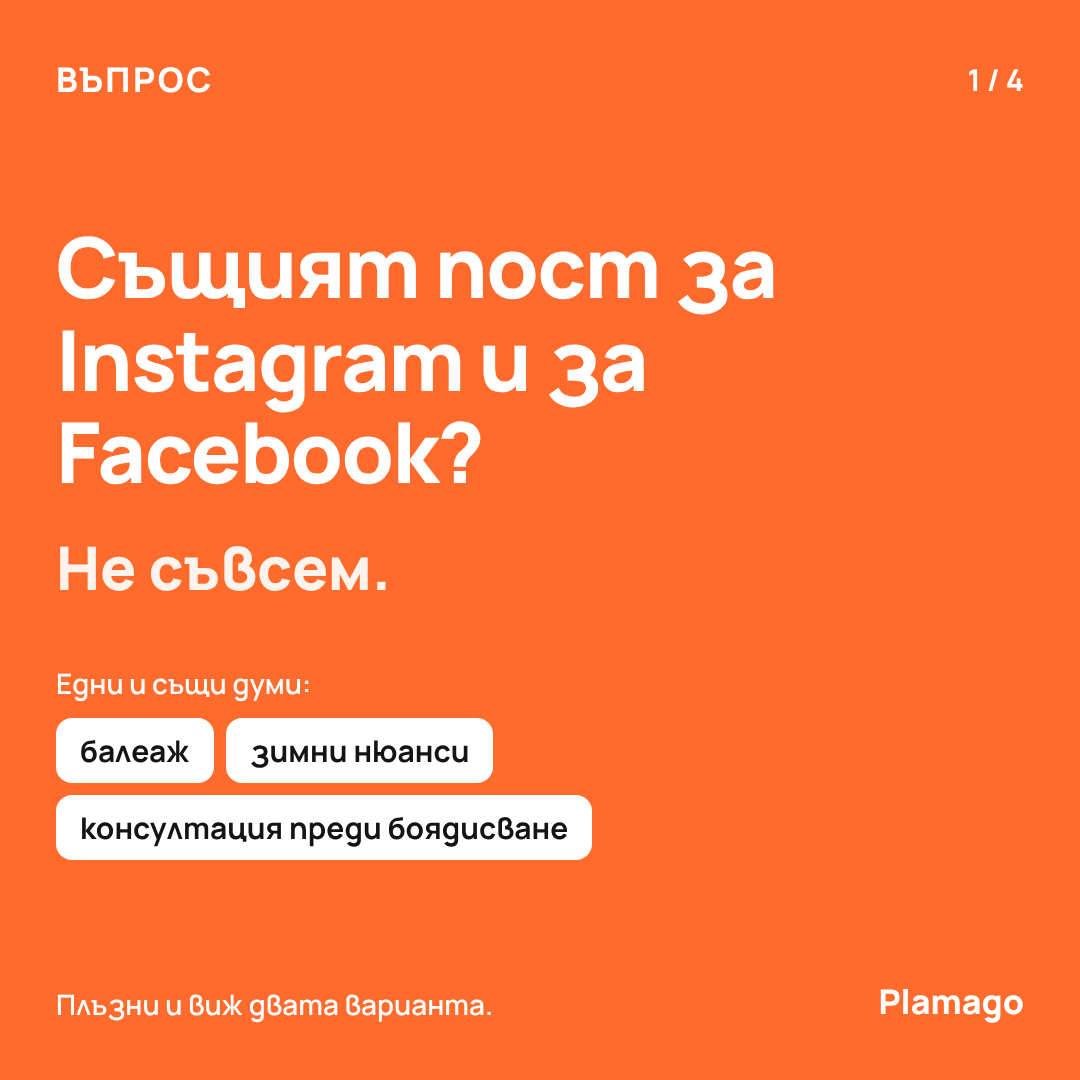 ВЪПРОС
1 / 4
Същият пост за
Instagram и за
Facebook?
Не съвсем.
Едни и същи думи:
балеаж
зимни нюанси
консултация преди боядисване
Плъзни и виж двата варианта.
Plamago